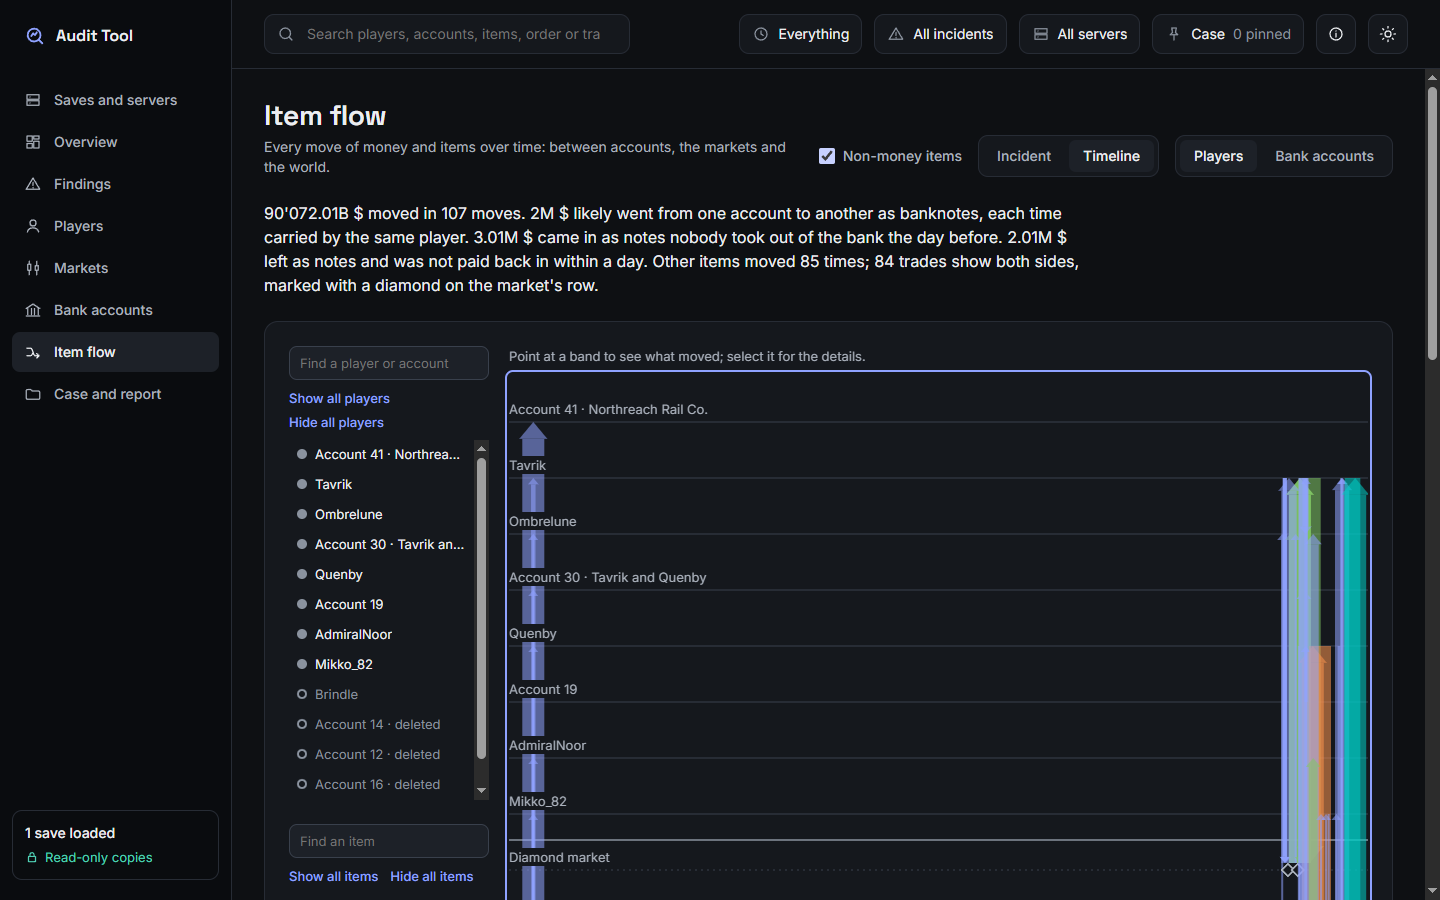 Audit Tool
Search players, accounts, items, order or tra
Everything
All incidents
All servers
Case 0 pinned
Saves and servers
Overview
Findings
Players
Markets
Bank accounts
Item flow
Case and report
1 save loaded
Read-only copies
Item flow
Every move of money and items over time: between accounts, the markets and
the world.
Non-money items
Incident
Timeline
Players
Bank accounts
90'072.01B $ moved in 107 moves. 2M $ likely went from one account to another as banknotes, each time
carried by the same player. 3.01M $ came in as notes nobody took out of the bank the day before. 2.01M $
left as notes and was not paid back in within a day. Other items moved 85 times; 84 trades show both sides,
marked with a diamond on the market's row.
Find a player or account
Show all players
Hide all players
Account 41 · Northrea...
Tavrik
Ombrelune
Account 30 · Tavrik an...
Quenby
Account 19
AdmiralNoor
Mikko_82
Brindle
Account 14 · deleted
Account 12 · deleted
Account 16 · deleted
Find an item
Show all items
Hide all items
Point at a band to see what moved; select it for the details.
Account 41 · Northreach Rail Co.
Tavrik
Ombrelune
Account 30 · Tavrik and Quenby
Quenby
Account 19
AdmiralNoor
Mikko_82
Diamond market